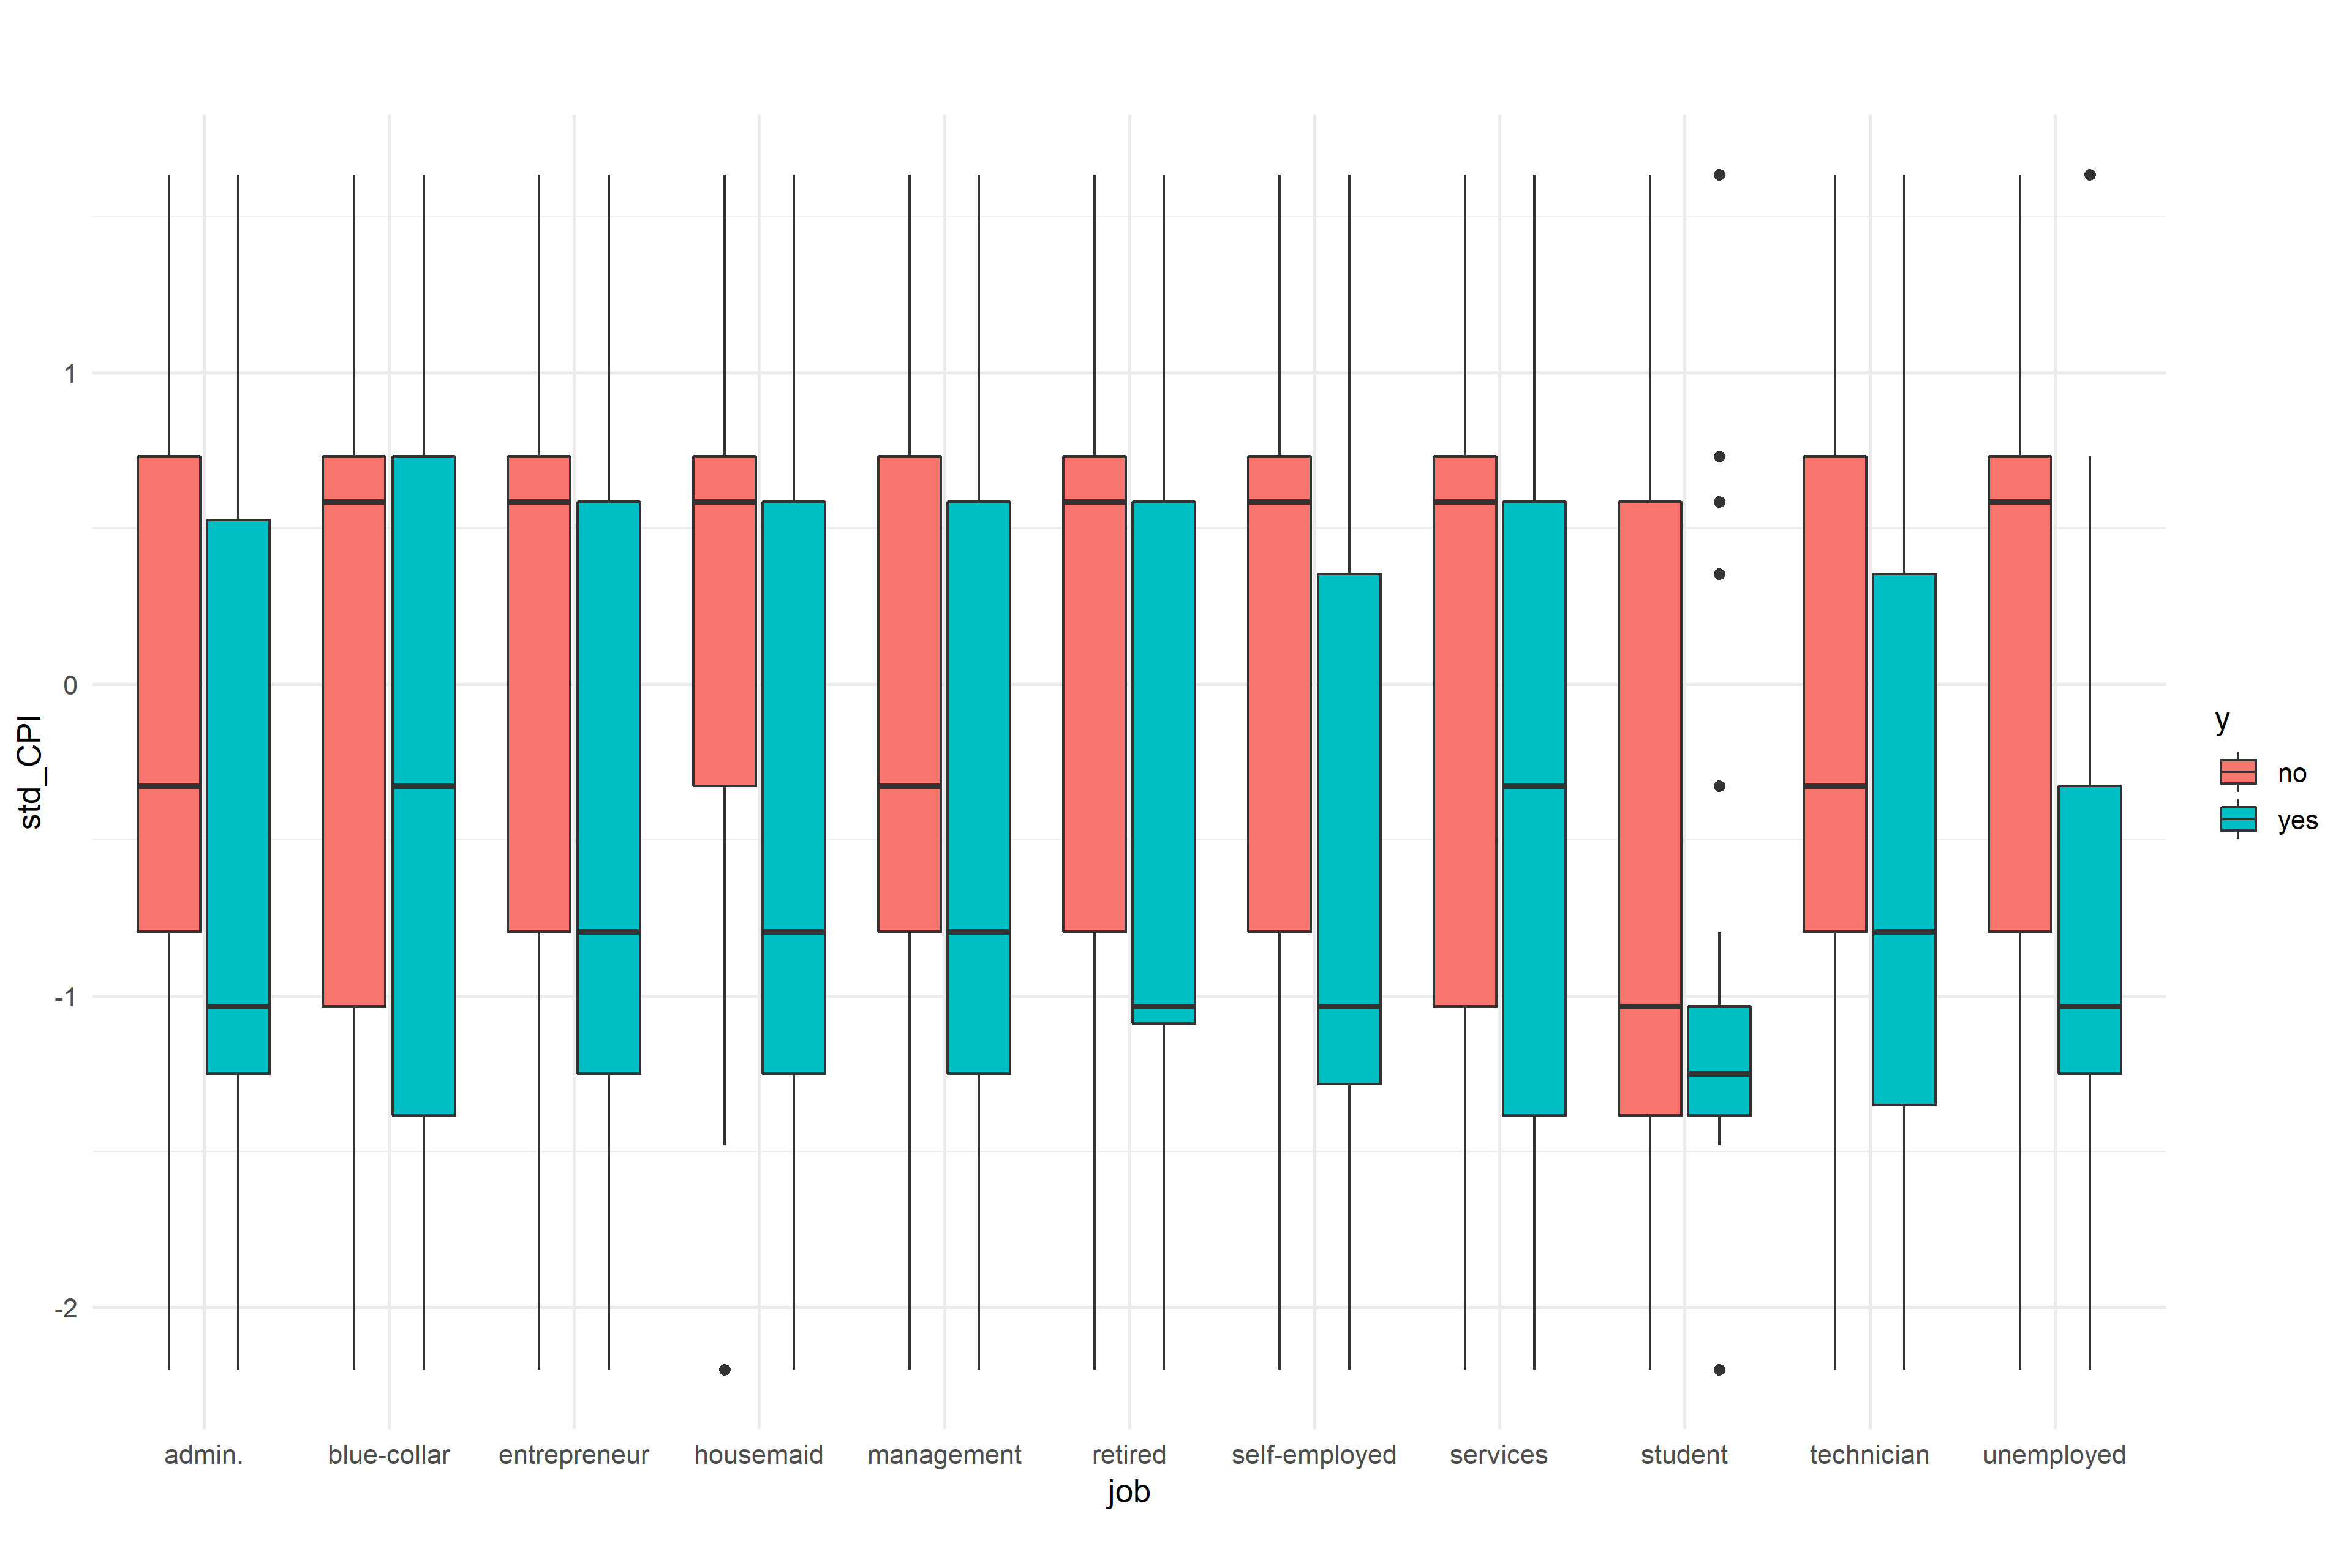 std_CPI
1
0
-1
-2
admin.
blue-collar
entrepreneur
housemaid
management
retired
self-employed
services
student
technician
unemployed
job
y
no
yes